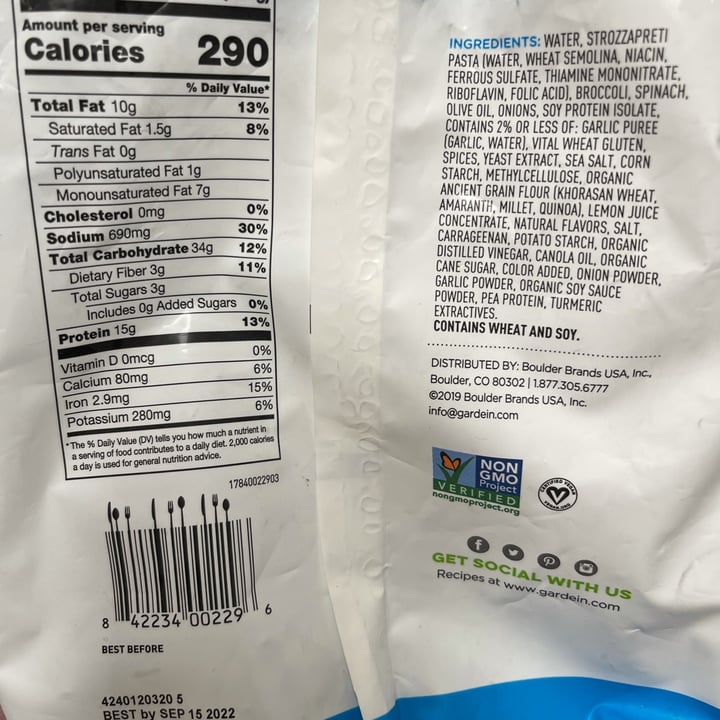 Amount per serving
Calories 290
% Daily Value*
Total Fat 10g 13%
Saturated Fat 1.5g 8%
Trans Fat 0g
Polyunsaturated Fat 1g
Monounsaturated Fat 7g
Cholesterol 0mg 0%
Sodium 690mg 30%
Total Carbohydrate 34g 12%
Dietary Fiber 3g 11%
Total Sugars 3g
Includes 0g Added Sugars 0%
Protein 15g 13%
Vitamin D 0mcg 0%
Calcium 80mg 6%
Iron 2.9mg 15%
Potassium 280mg 6%
*The % Daily Value (DV) tells you how much a nutrient in
a serving of food contributes to a daily diet. 2,000 calories
a day is used for general nutrition advice.
17840022903
8 42234 00229 6
BEST BEFORE
4240120320 5
BEST by SEP 15 2022
INGREDIENTS: WATER, STROZZAPRETI
PASTA (WATER, WHEAT SEMOLINA, NIACIN,
FERROUS SULFATE, THIAMINE MONONITRATE,
RIBOFLAVIN, FOLIC ACID), BROCCOLI, SPINACH,
OLIVE OIL, ONIONS, SOY PROTEIN ISOLATE,
CONTAINS 2% OR LESS OF: GARLIC PUREE
(GARLIC, WATER), VITAL WHEAT GLUTEN,
SPICES, YEAST EXTRACT, SEA SALT, CORN
STARCH, METHYLCELLULOSE, ORGANIC
ANCIENT GRAIN FLOUR (KHORASAN WHEAT,
AMARANTH, MILLET, QUINOA), LEMON JUICE
CONCENTRATE, NATURAL FLAVORS, SALT,
CARRAGEENAN, POTATO STARCH, ORGANIC
DISTILLED VINEGAR, CANOLA OIL, ORGANIC
CANE SUGAR, COLOR ADDED, ONION POWDER,
GARLIC POWDER, ORGANIC SOY SAUCE
POWDER, PEA PROTEIN, TURMERIC
EXTRACTIVES.
CONTAINS WHEAT AND SOY.
DISTRIBUTED BY: Boulder Brands USA, Inc.,
Boulder, CO 80302 | 1.877.305.6777
©2019 Boulder Brands USA, Inc.
info@gardein.com
NON
GMO
Project
VERIFIED
nongmoproject.org
CERTIFIED VEGAN
VEGAN.ORG
GET SOCIAL WITH US
Recipes at www.gardein.com